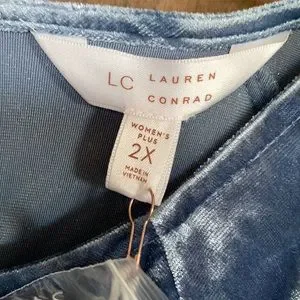 LC LAUREN
CONRAD
WOMEN'S
PLUS
2X
MADE IN
VIETNAM